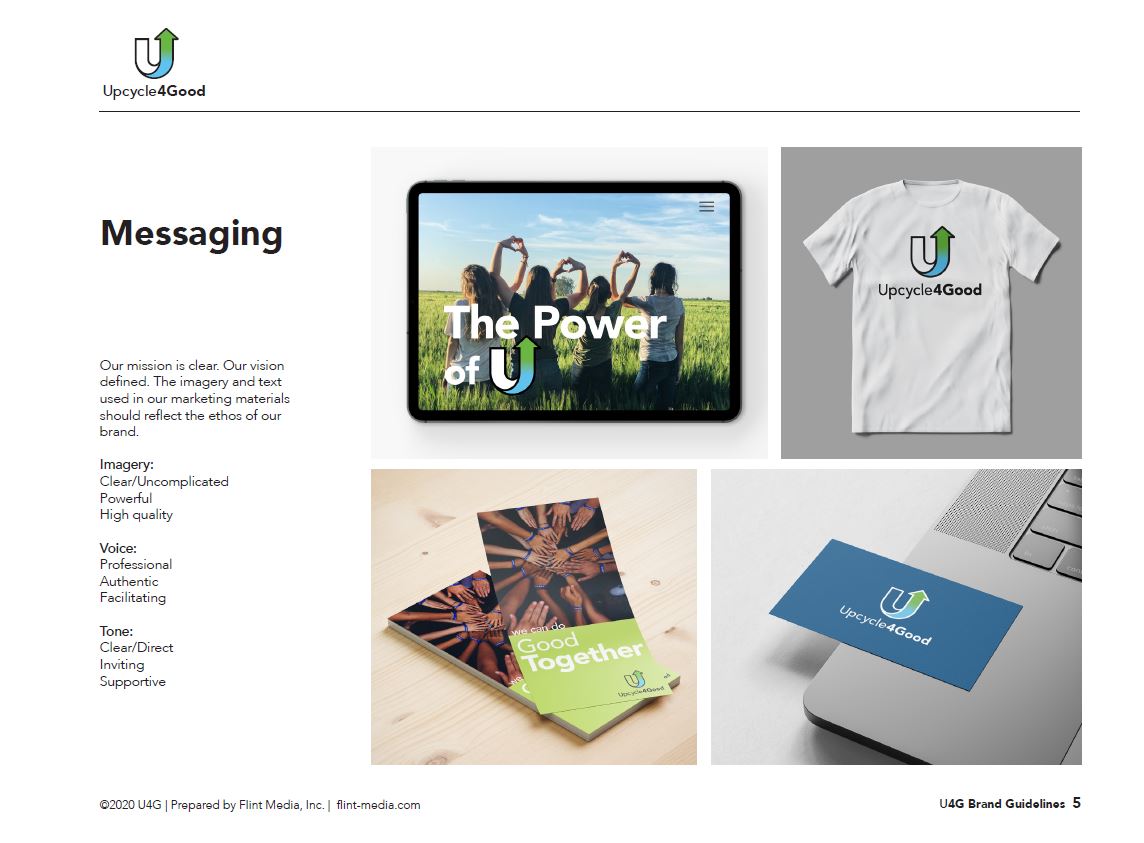 Upcycle4Good
Messaging
Our mission is clear. Our vision
defined. The imagery and text
used in our marketing materials
should reflect the ethos of our
brand.
Imagery:
Clear/Uncomplicated
Powerful
High quality
Voice:
Professional
Authentic
Facilitating
Tone:
Clear/Direct
Inviting
Supportive
The Power
of U
Upcycle4Good
we can do
Good
Together
Upcycle4Good
Upcycle4Good
©2020 U4G | Prepared by Flint Media, Inc. | flint-media.com
U4G Brand Guidelines 5